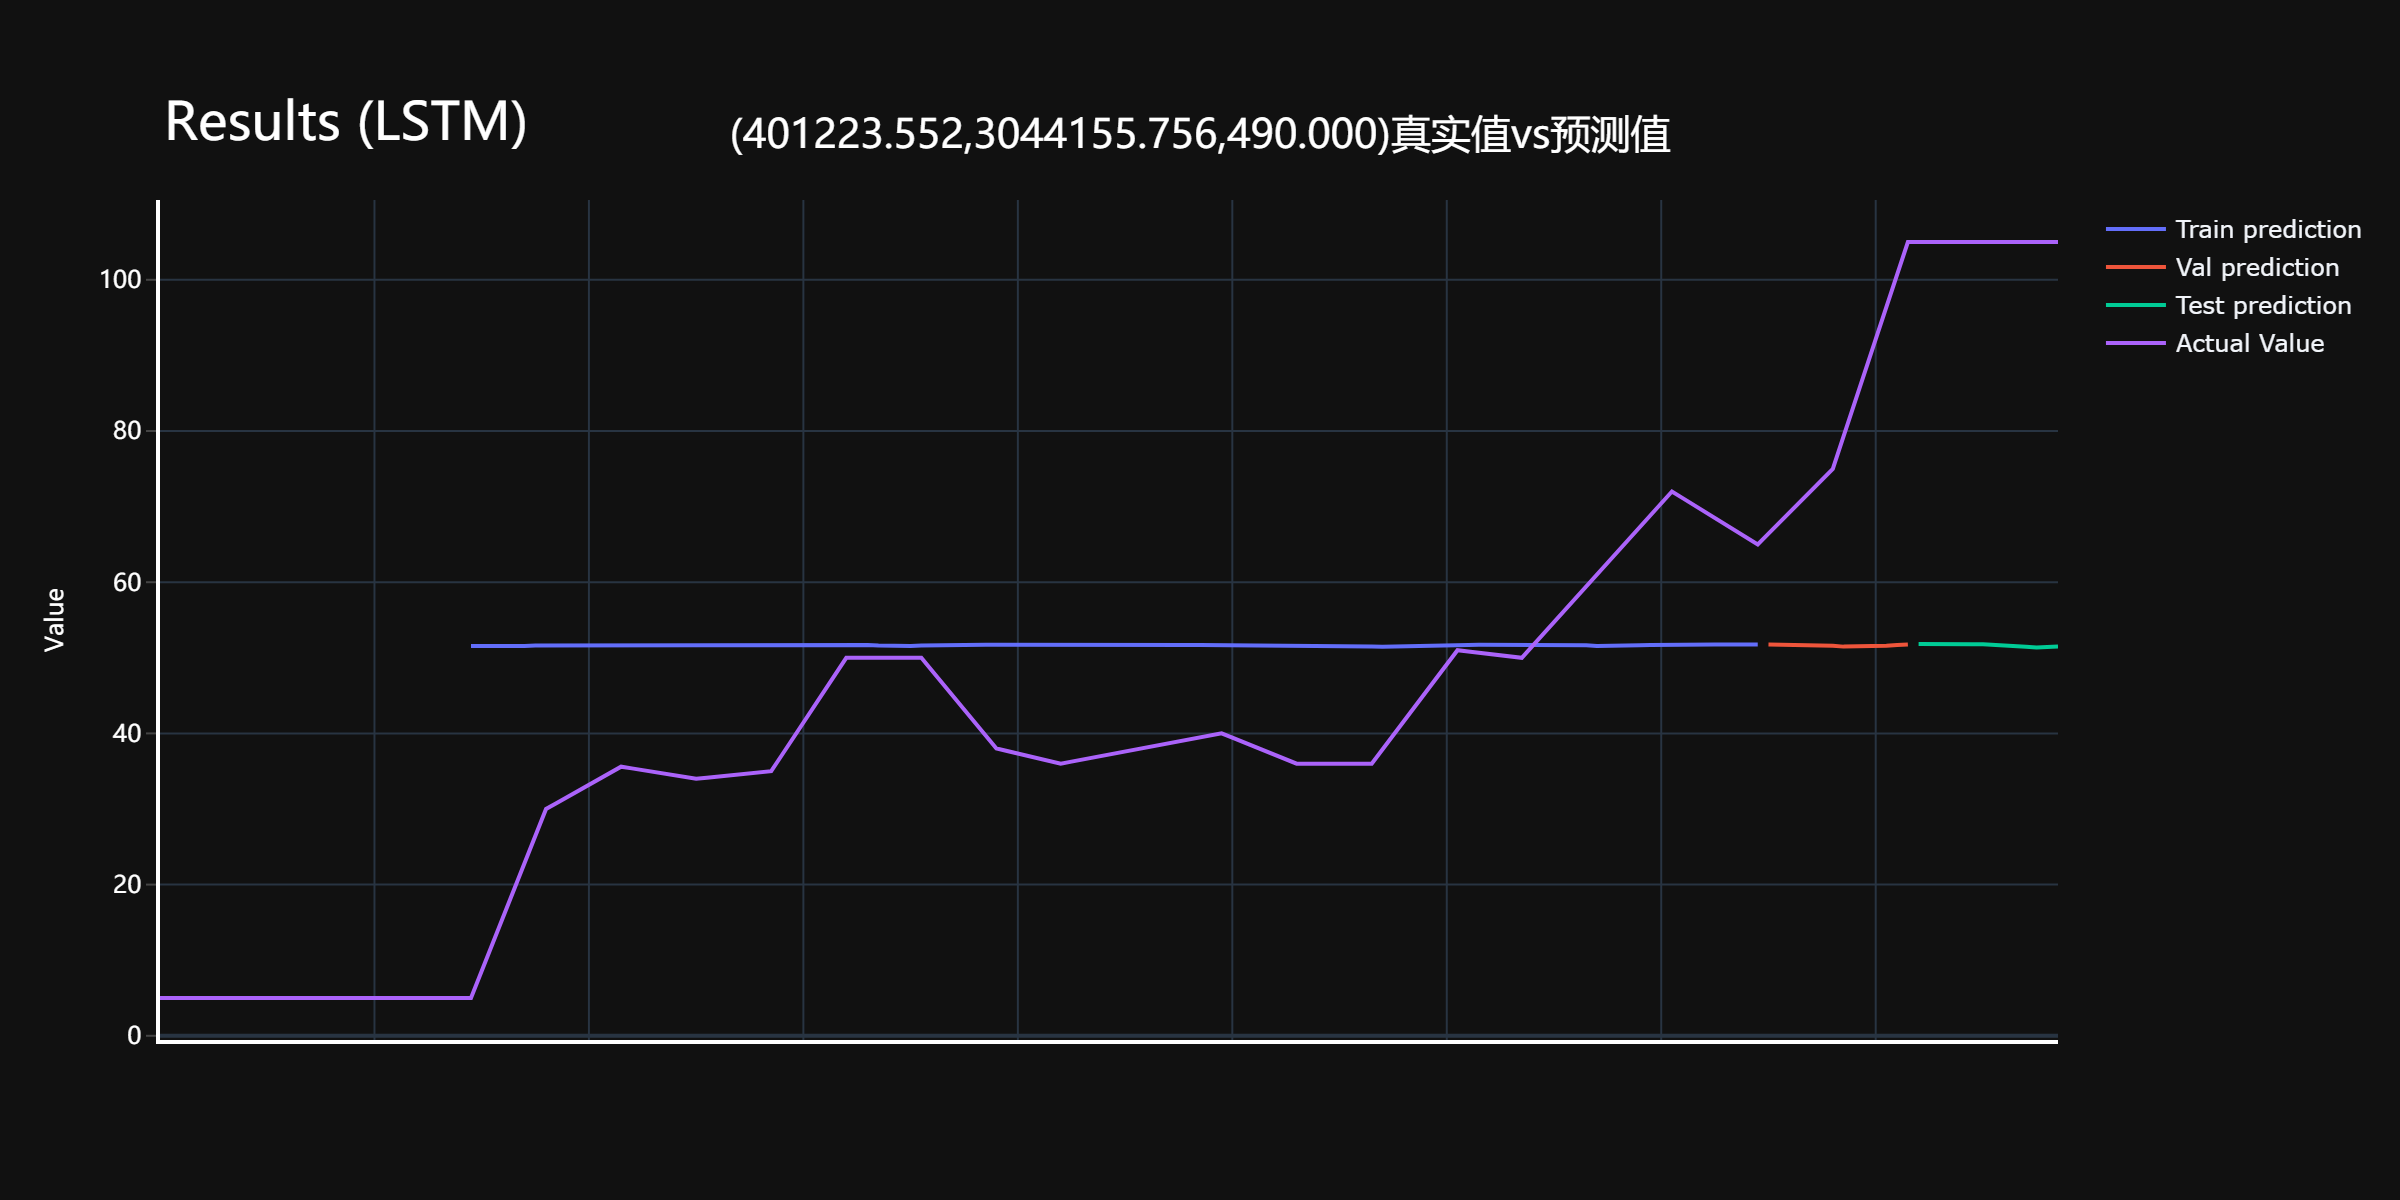 Results (LSTM)
(401223.552,3044155.756,490.000)真实值vs预测值
Train prediction
Val prediction
Test prediction
Actual Value
100
80
60
40
20
0
Value